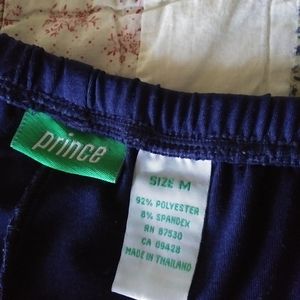 prince
SIZE M
92% POLYESTER
8% SPANDEX
RN 87530
CA 09428
MADE IN THAILAND